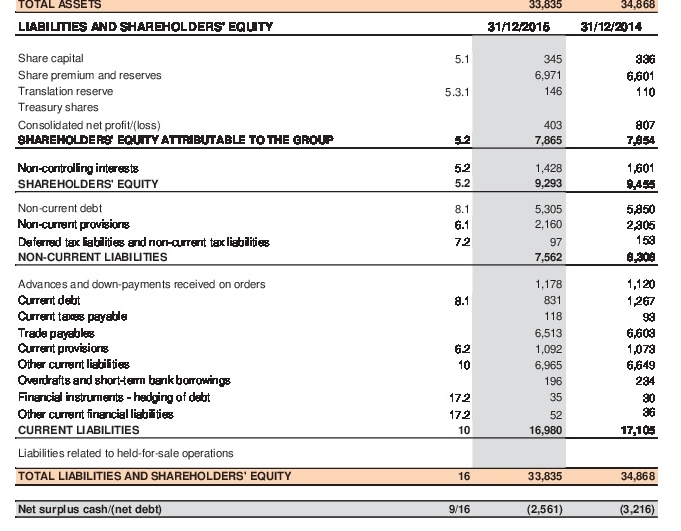 TOTAL ASSETS 33,835 34,868
LIABILITIES AND SHAREHOLDERS' EQUITY 31/12/2015 31/12/2014
Share capital 5.1 345 336
Share premium and reserves 6,971 6,601
Translation reserve 5.3.1 146 110
Treasury shares
Consolidated net profit/(loss) 403 807
SHAREHOLDERS' EQUITY ATTRIBUTABLE TO THE GROUP 5.2 7,865 7,854
Non-controlling interests 5.2 1,428 1,601
SHAREHOLDERS' EQUITY 5.2 9,293 9,455
Non-current debt 8.1 5,305 5,850
Non-current provisions 6.1 2,160 2,305
Deferred tax liabilities and non-current tax liabilities 7.2 97 153
NON-CURRENT LIABILITIES 7,562 8,308
Advances and down-payments received on orders 1,178 1,120
Current debt 8.1 831 1,267
Current taxes payable 118 93
Trade payables 6,513 6,603
Current provisions 6.2 1,092 1,073
Other current liabilities 10 6,965 6,649
Overdrafts and short-term bank borrowings 196 234
Financial instruments - hedging of debt 17.2 35 30
Other current financial liabilities 17.2 52 36
CURRENT LIABILITIES 10 16,980 17,105
Liabilities related to held-for-sale operations
TOTAL LIABILITIES AND SHAREHOLDERS' EQUITY 16 33,835 34,868
Net surplus cash/(net debt) 9/16 (2,561) (3,216)